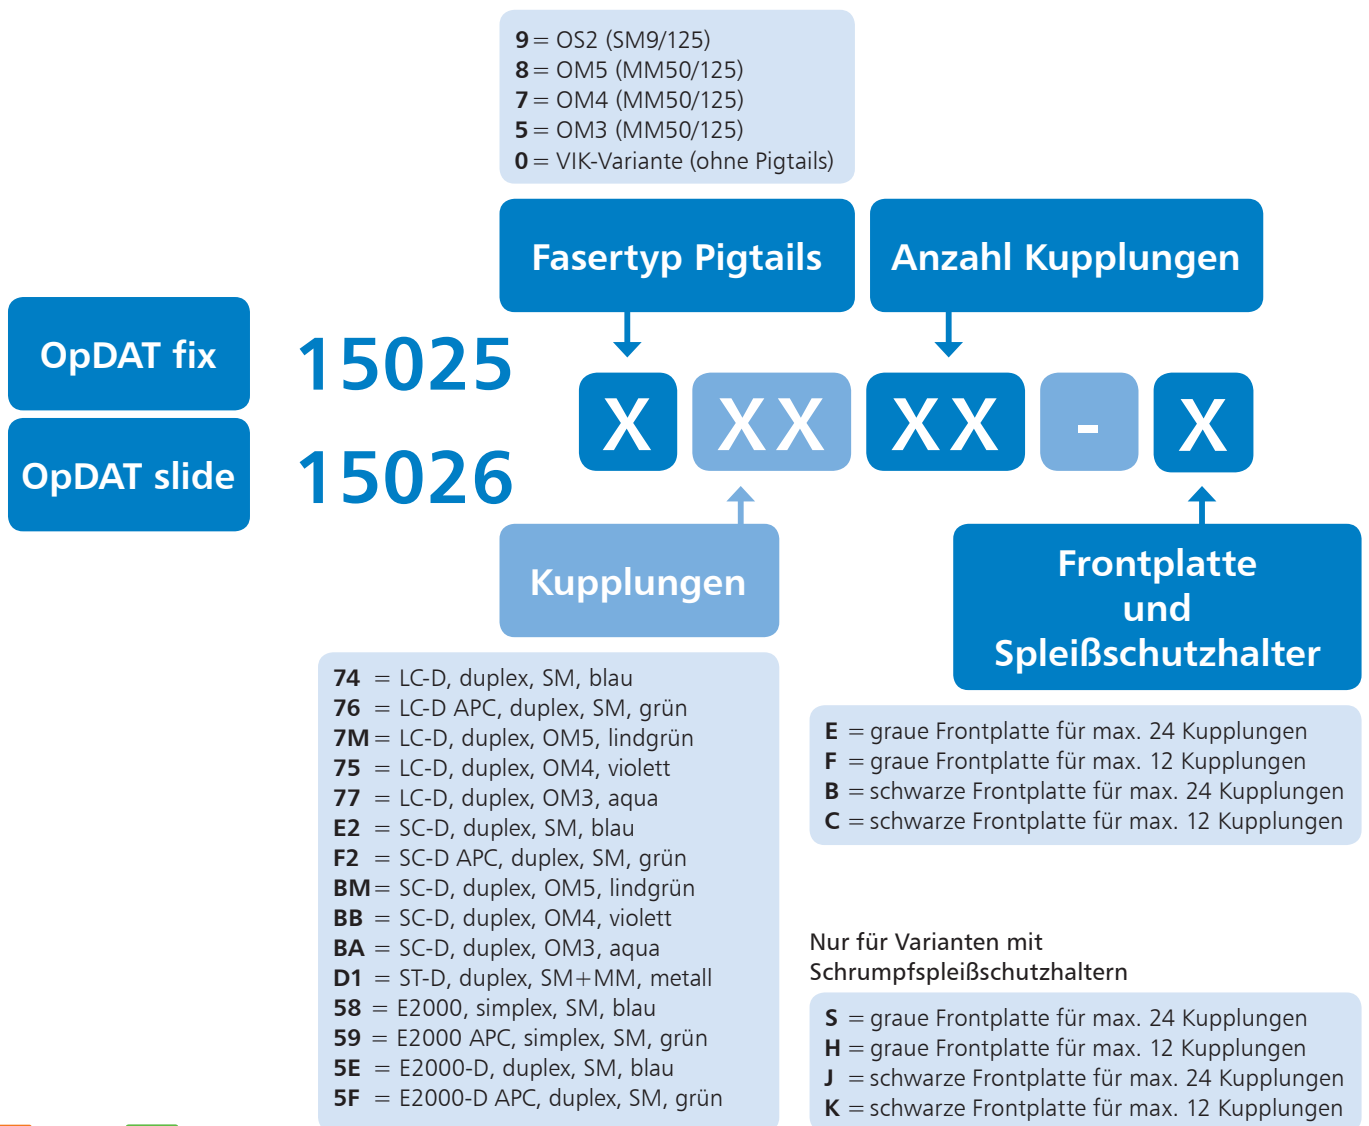 9 = OS2 (SM9/125)
8 = OM5 (MM50/125)
7 = OM4 (MM50/125)
5 = OM3 (MM50/125)
0 = VIK-Variante (ohne Pigtails)
Fasertyp Pigtails
Anzahl Kupplungen
OpDAT fix
15025
OpDAT slide
15026
X XX XX - X
Kupplungen
Frontplatte
und
Spleißschutzhalter
74 = LC-D, duplex, SM, blau
76 = LC-D APC, duplex, SM, grün
7M = LC-D, duplex, OM5, lindgrün
75 = LC-D, duplex, OM4, violett
77 = LC-D, duplex, OM3, aqua
E2 = SC-D, duplex, SM, blau
F2 = SC-D APC, duplex, SM, grün
BM = SC-D, duplex, OM5, lindgrün
BB = SC-D, duplex, OM4, violett
BA = SC-D, duplex, OM3, aqua
D1 = ST-D, duplex, SM+MM, metall
58 = E2000, simplex, SM, blau
59 = E2000 APC, simplex, SM, grün
5E = E2000-D, duplex, SM, blau
5F = E2000-D APC, duplex, SM, grün
E = graue Frontplatte für max. 24 Kupplungen
F = graue Frontplatte für max. 12 Kupplungen
B = schwarze Frontplatte für max. 24 Kupplungen
C = schwarze Frontplatte für max. 12 Kupplungen
Nur für Varianten mit
Schrumpfspleißschutzhaltern
S = graue Frontplatte für max. 24 Kupplungen
H = graue Frontplatte für max. 12 Kupplungen
J = schwarze Frontplatte für max. 24 Kupplungen
K = schwarze Frontplatte für max. 12 Kupplungen